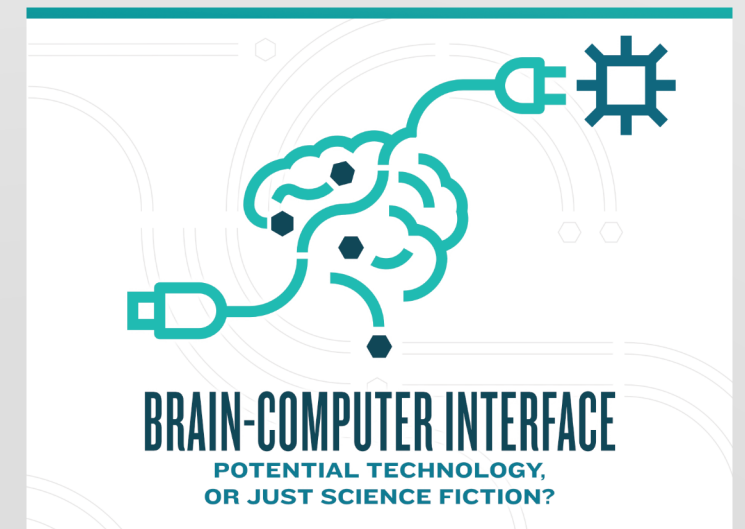 BRAIN-COMPUTER INTERFACE
POTENTIAL TECHNOLOGY,
OR JUST SCIENCE FICTION?